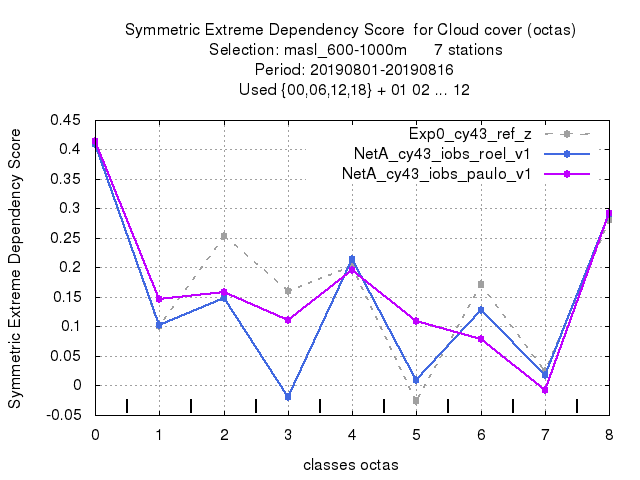 Symmetric Extreme Dependency Score  for Cloud cover (octas)
Selection: masl_600-1000m      7 stations
Period: 20190801-20190816
Used {00,06,12,18} + 01 02 ... 12
Symmetric Extreme Dependency Score
0.45
0.4
0.35
0.3
0.25
0.2
0.15
0.1
0.05
0
-0.05
Exp0_cy43_ref_z
NetA_cy43_iobs_roel_v1
NetA_cy43_iobs_paulo_v1
0 1 2 3 4 5 6 7 8
classes octas